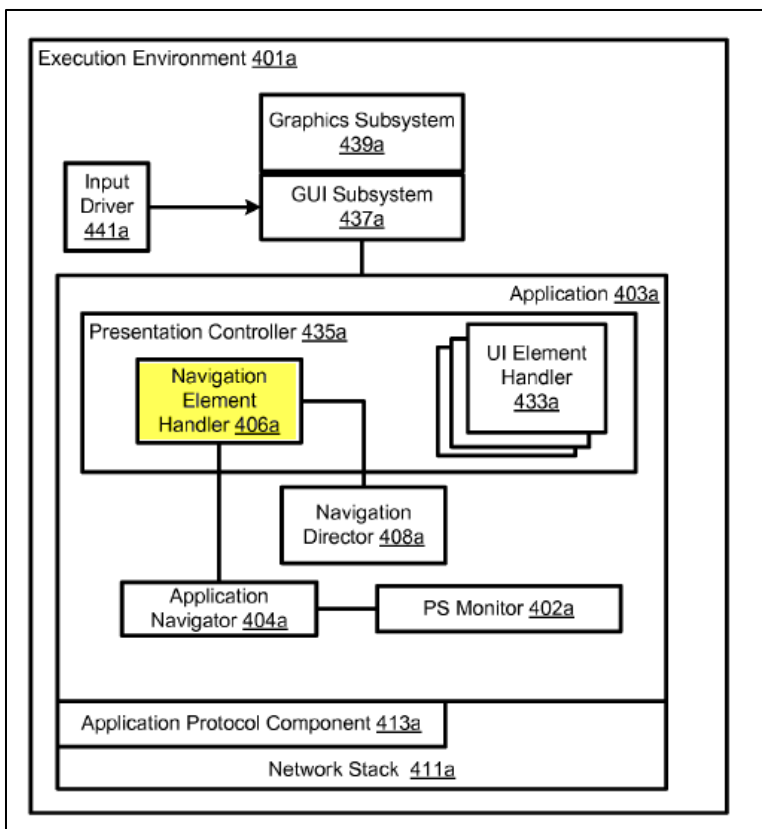 Execution Environment 401a
Graphics Subsystem
439a
Input
Driver
441a
GUI Subsystem
437a
Application 403a
Presentation Controller 435a
Navigation
Element
Handler 406a
UI Element
Handler
433a
Navigation
Director 408a
Application
Navigator 404a
PS Monitor 402a
Application Protocol Component 413a
Network Stack 411a